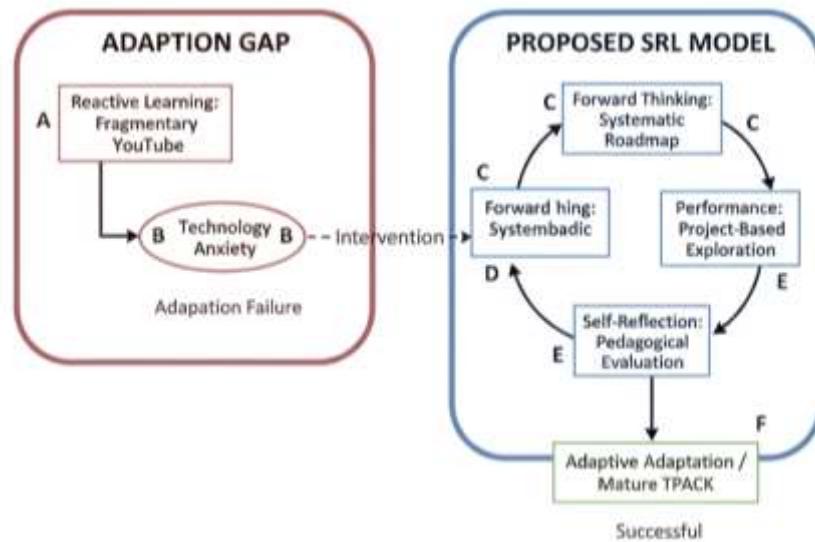 ADAPTION GAP
A
Reactive Learning:
Fragmentary
YouTube
B Technology B
Anxiety
Adapation Failure
Intervention
PROPOSED SRL MODEL
C
Forward Thinking:
Systematic
Roadmap
C
C
Forward hing:
Systembadic
D
Performance:
Project-Based
Exploration
E
Self-Reflection:
Pedagogical
Evaluation
E
F
Adaptive Adaptation /
Mature TPACK
Successful